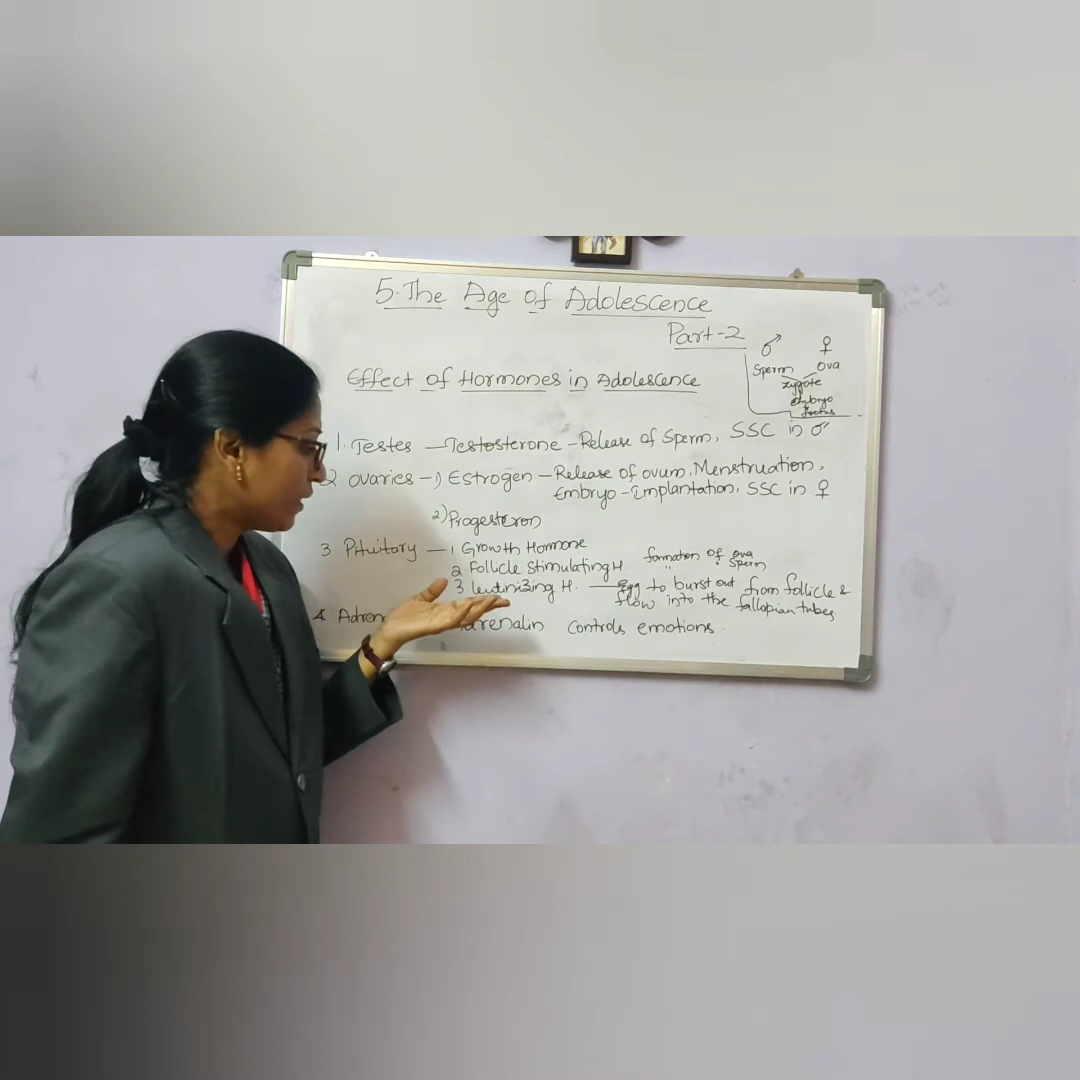 5. The Age of Adolescence
Part-2
♂ ♀
Sperm ova
zygote
embryo
foetus
Effect of Hormones in Adolescence
1. Testes — Testosterone - Release of Sperm, SSC in ♂
2 ovaries - 1) Estrogen - Release of ovum, Menstruation,
Embryo - Implantation, SSC in ♀
2) Progesteron
3 Pituitary — 1 Growth Hormone
2 Follicle Stimulating H. formation of ova
" " Sperm
3 leutinizing H. — Egg to burst out from follicle &
flow into the fallopian tubes
4 controls emotions.